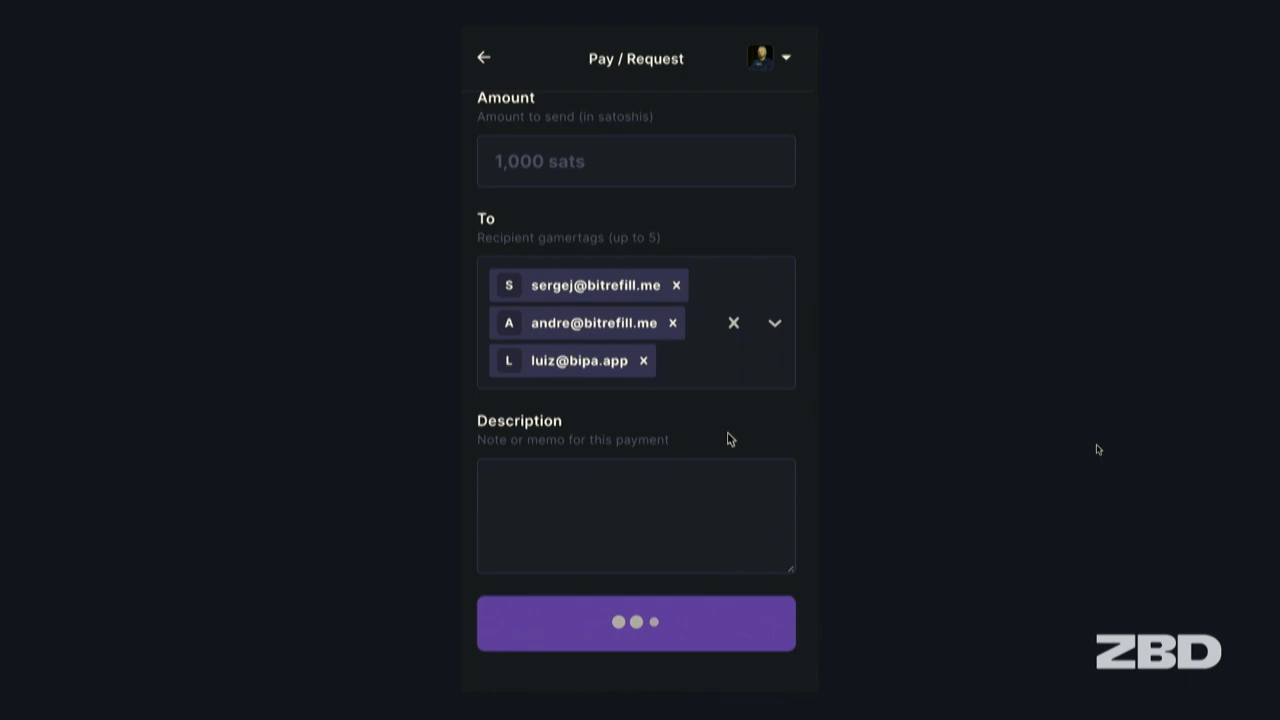 Pay / Request
Amount
Amount to send (in satoshis)
1,000 sats
To
Recipient gamertags (up to 5)
S sergej@bitrefill.me ×
A andre@bitrefill.me ×
L luiz@bipa.app ×
Description
Note or memo for this payment
ZBD